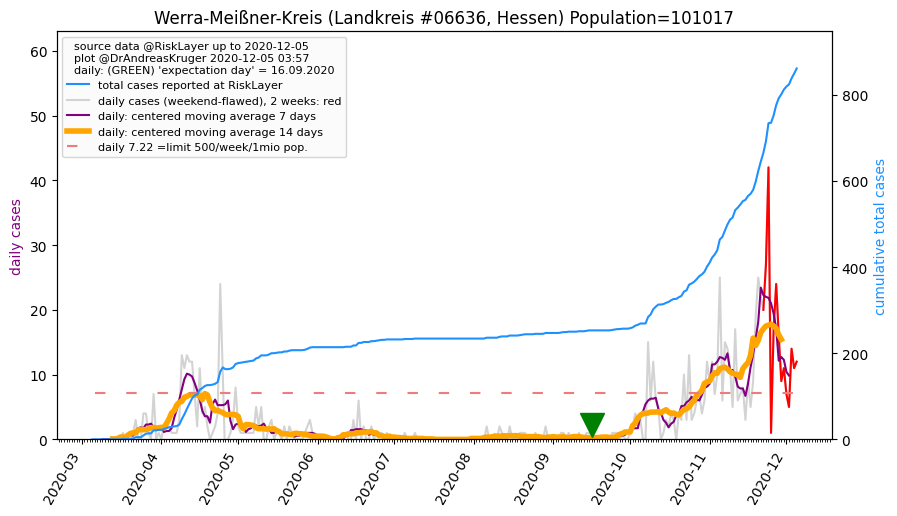 Werra-Meißner-Kreis (Landkreis #06636, Hessen) Population=101017
source data @RiskLayer up to 2020-12-05
plot @DrAndreasKruger 2020-12-05 03:57
daily: (GREEN) 'expectation day' = 16.09.2020
total cases reported at RiskLayer
daily cases (weekend-flawed), 2 weeks: red
daily: centered moving average 7 days
daily: centered moving average 14 days
daily 7.22 =limit 500/week/1mio pop.
daily cases
60
50
40
30
20
10
0
cumulative total cases
800
600
400
200
0
2020-03
2020-04
2020-05
2020-06
2020-07
2020-08
2020-09
2020-10
2020-11
2020-12